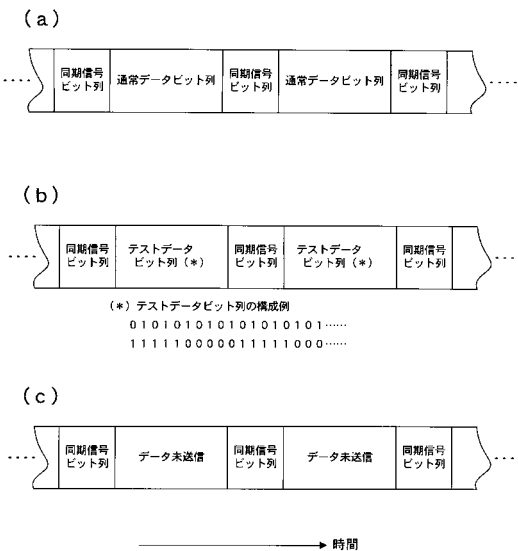 (a)
同期信号 ビット列 通常データビット列 同期信号 ビット列 通常データビット列 同期信号 ビット列
(b)
同期信号 ビット列 テストデータ ビット列(*) 同期信号 ビット列 テストデータ ビット列(*) 同期信号 ビット列
(*)テストデータビット列の構成例
010101010101010101……
111110000011111000……
(c)
同期信号 ビット列 データ未送信 同期信号 ビット列 データ未送信 同期信号 ビット列
時間